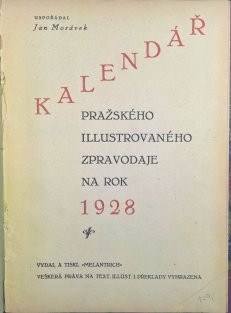 USPOŘÁDAL
Jan Morávek
KALENDÁŘ
PRAŽSKÉHO
ILLUSTROVANÉHO
ZPRAVODAJE
NA ROK
1928
VYDAL A TISKL »MELANTRICH«
VEŠKERÁ PRÁVA NA TEXT, ILLUST. I PŘEKLADY VYHRAZENA